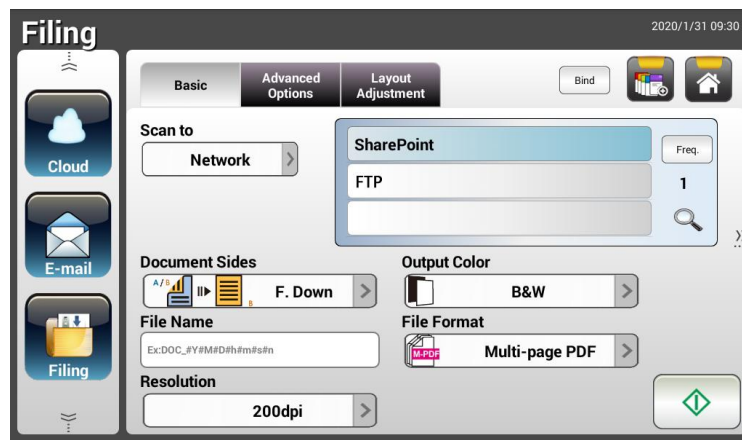 Filing
2020/1/31 09:30
Basic
Advanced
Options
Layout
Adjustment
Bind
Cloud
E-mail
Filing
Scan to
Network
SharePoint
FTP
Freq.
1
Document Sides
A/B
B
F. Down
Output Color
B&W
File Name
Ex:DOC_#Y#M#D#h#m#s#n
File Format
M-PDF
Multi-page PDF
Resolution
200dpi